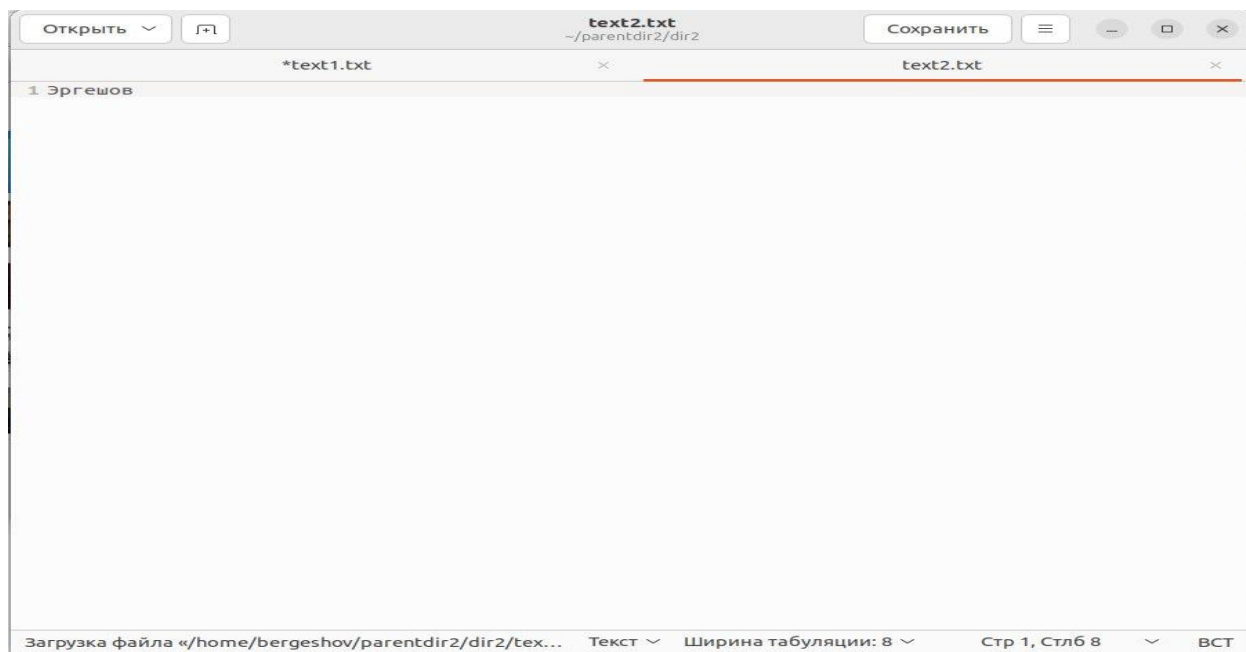 Открыть
text2.txt
~/parentdir2/dir2
Сохранить
*text1.txt
text2.txt
1 Эргешов
Загрузка файла «/home/bergeshov/parentdir2/dir2/tex... Текст Ширина табуляции: 8 Стр 1, Стлб 8 ВСТ